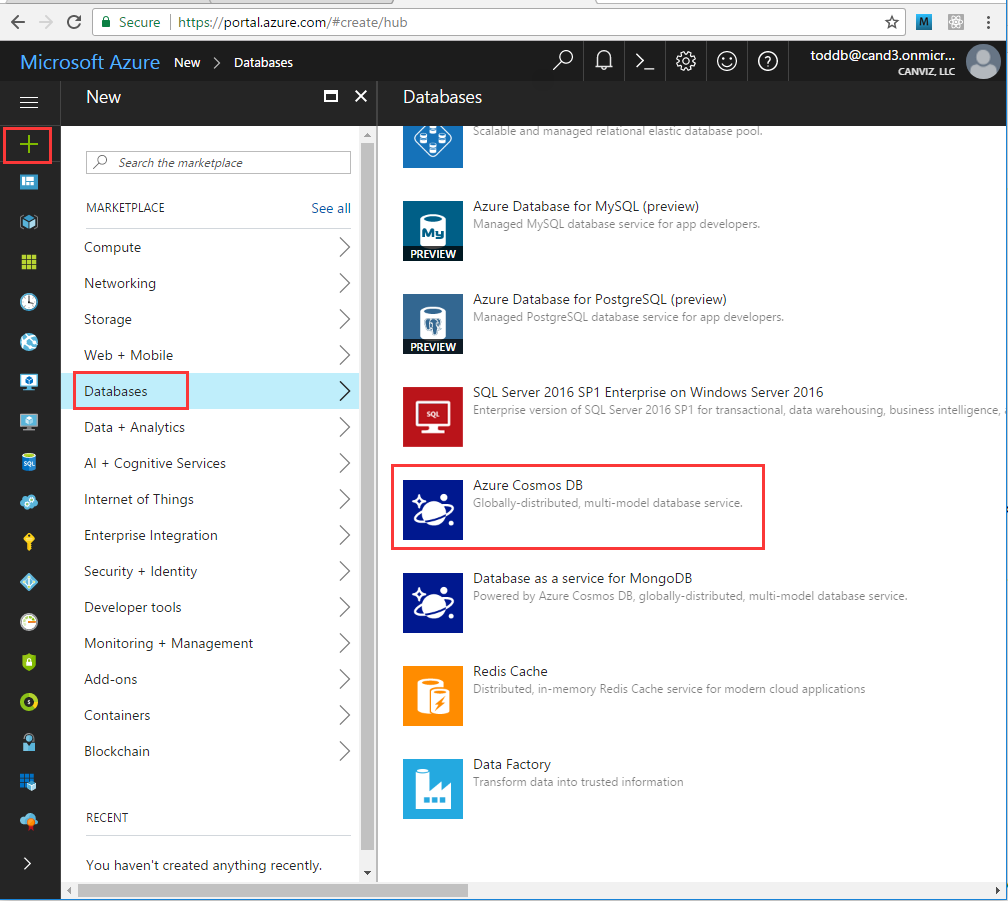 Secure
https://portal.azure.com/#create/hub
M
Microsoft Azure New > Databases
toddb@cand3.onmicr...
CANVIZ, LLC
New
Search the marketplace
MARKETPLACE
See all
Compute
Networking
Storage
Web + Mobile
Databases
Data + Analytics
AI + Cognitive Services
Internet of Things
Enterprise Integration
Security + Identity
Developer tools
Monitoring + Management
Add-ons
Containers
Blockchain
RECENT
You haven't created anything recently.
SQL
Databases
Scalable and managed relational elastic database pool.
My
PREVIEW
Azure Database for MySQL (preview)
Managed MySQL database service for app developers.
PREVIEW
Azure Database for PostgreSQL (preview)
Managed PostgreSQL database service for app developers.
SQL
SQL Server 2016 SP1 Enterprise on Windows Server 2016
Enterprise version of SQL Server 2016 SP1 for transactional, data warehousing, business intelligence,
Azure Cosmos DB
Globally-distributed, multi-model database service.
Database as a service for MongoDB
Powered by Azure Cosmos DB, globally-distributed, multi-model database service.
Redis Cache
Distributed, in-memory Redis Cache service for modern cloud applications
Data Factory
Transform data into trusted information